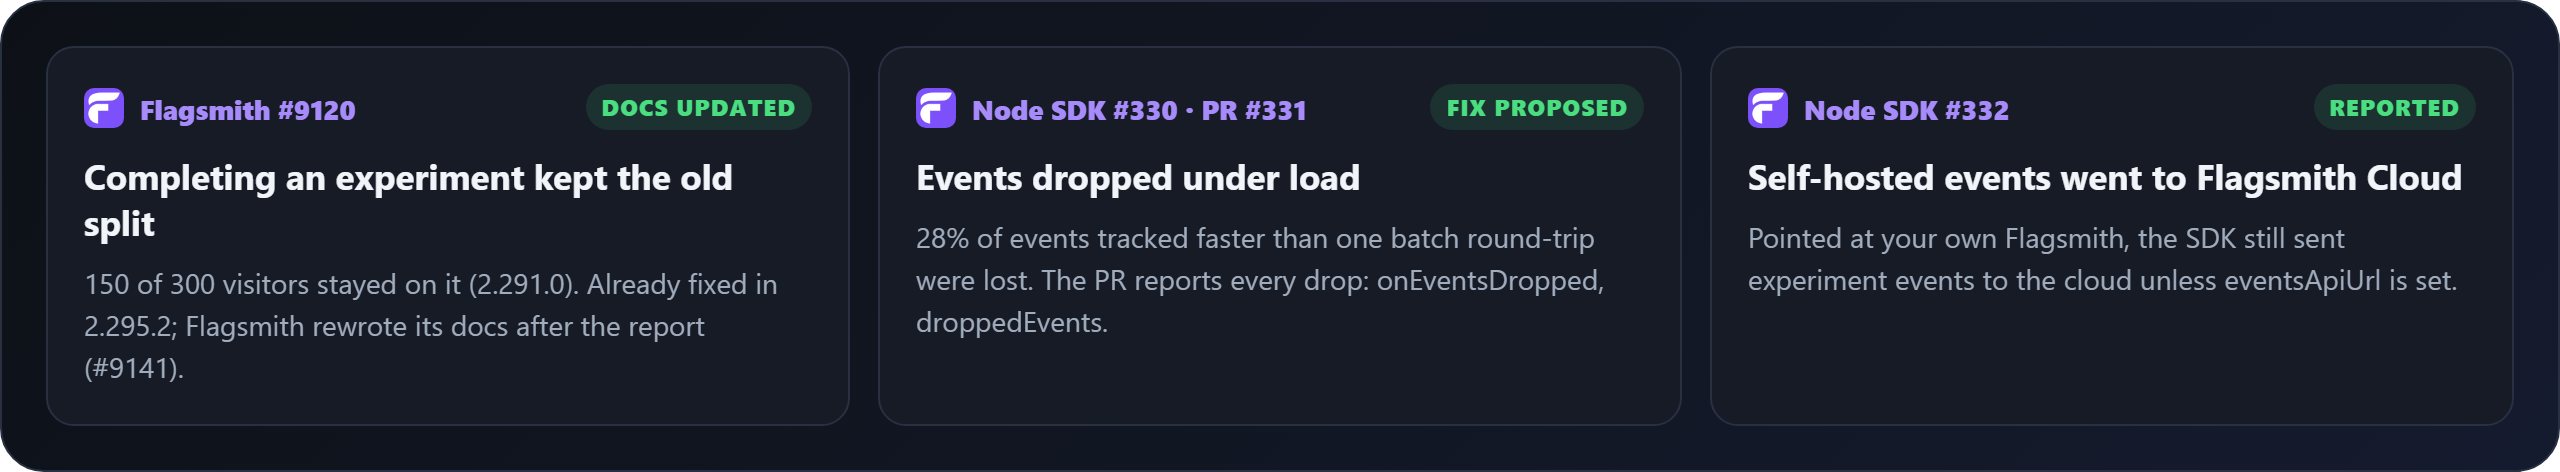 Flagsmith #9120
DOCS UPDATED
Completing an experiment kept the old
split
150 of 300 visitors stayed on it (2.291.0). Already fixed in
2.295.2; Flagsmith rewrote its docs after the report
(#9141).
Node SDK #330 · PR #331
FIX PROPOSED
Events dropped under load
28% of events tracked faster than one batch round-trip
were lost. The PR reports every drop: onEventsDropped,
droppedEvents.
Node SDK #332
REPORTED
Self-hosted events went to Flagsmith Cloud
Pointed at your own Flagsmith, the SDK still sent
experiment events to the cloud unless eventsApiUrl is set.